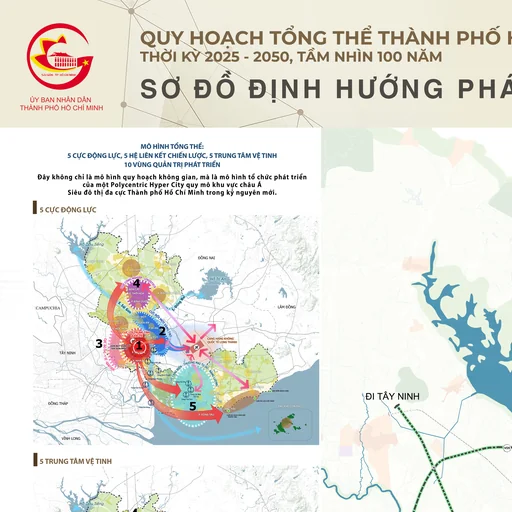 QUY HOẠCH TỔNG THỂ THÀNH PHỐ H
THỜI KỲ 2025 - 2050, TẦM NHÌN 100 NĂM
SƠ ĐỒ ĐỊNH HƯỚNG PHÁ
ỦY BAN NHÂN DÂN
THÀNH PHỐ HỒ CHÍ MINH
MÔ HÌNH TỔNG THỂ:
5 CỰC ĐỘNG LỰC, 5 HỆ LIÊN KẾT CHIẾN LƯỢC, 5 TRUNG TÂM VỆ TINH
10 VÙNG QUẢN TRỊ PHÁT TRIỂN
Đây không chỉ là mô hình quy hoạch không gian, mà là mô hình tổ chức phát triển
của một Polycentric Hyper City quy mô khu vực châu Á
Siêu đô thị đa cực Thành phố Hồ Chí Minh trong kỷ nguyên mới.
5 CỰC ĐỘNG LỰC
ĐỒNG NAI
4
CAMPUCHIA
LÂM ĐỒNG
2
3
1
TÂY NINH
ĐỒNG THÁP
5
VĨNH LONG
ĐI TÂY NINH
5 TRUNG TÂM VỆ TINH
4